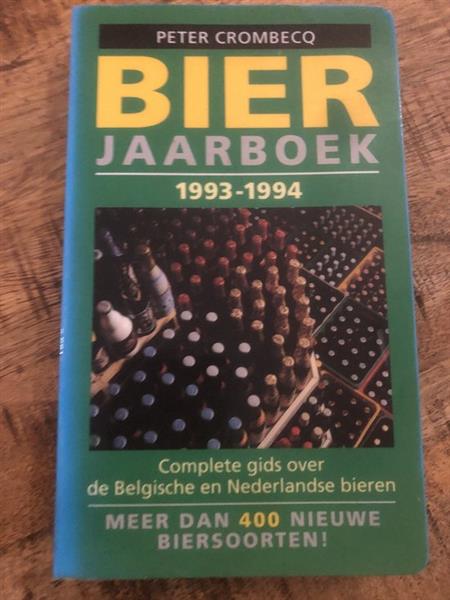 PETER CROMBECQ
BIER
JAARBOEK
1993-1994
Complete gids over
de Belgische en Nederlandse bieren
MEER DAN 400 NIEUWE
BIERSOORTEN!